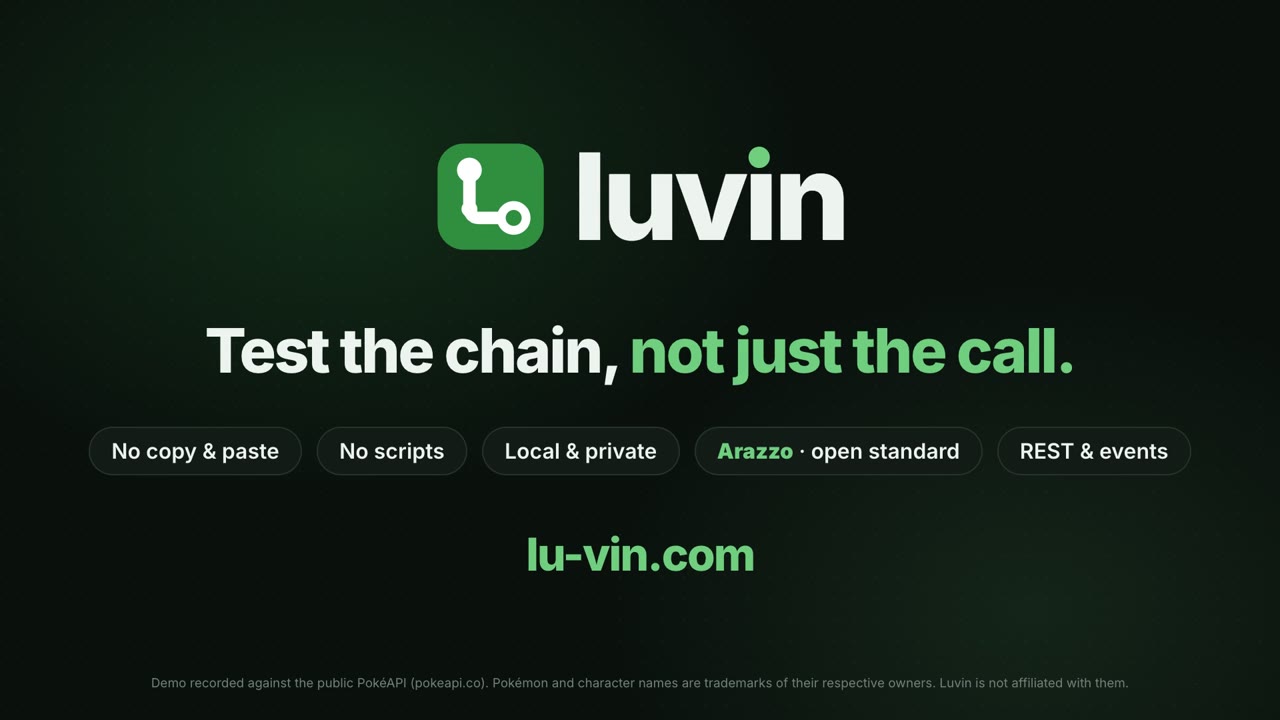 luvin
Test the chain, not just the call.
No copy & paste
No scripts
Local & private
Arazzo · open standard
REST & events
lu-vin.com
Demo recorded against the public PokéAPI (pokeapi.co). Pokémon and character names are trademarks of their respective owners. Luvin is not affiliated with them.